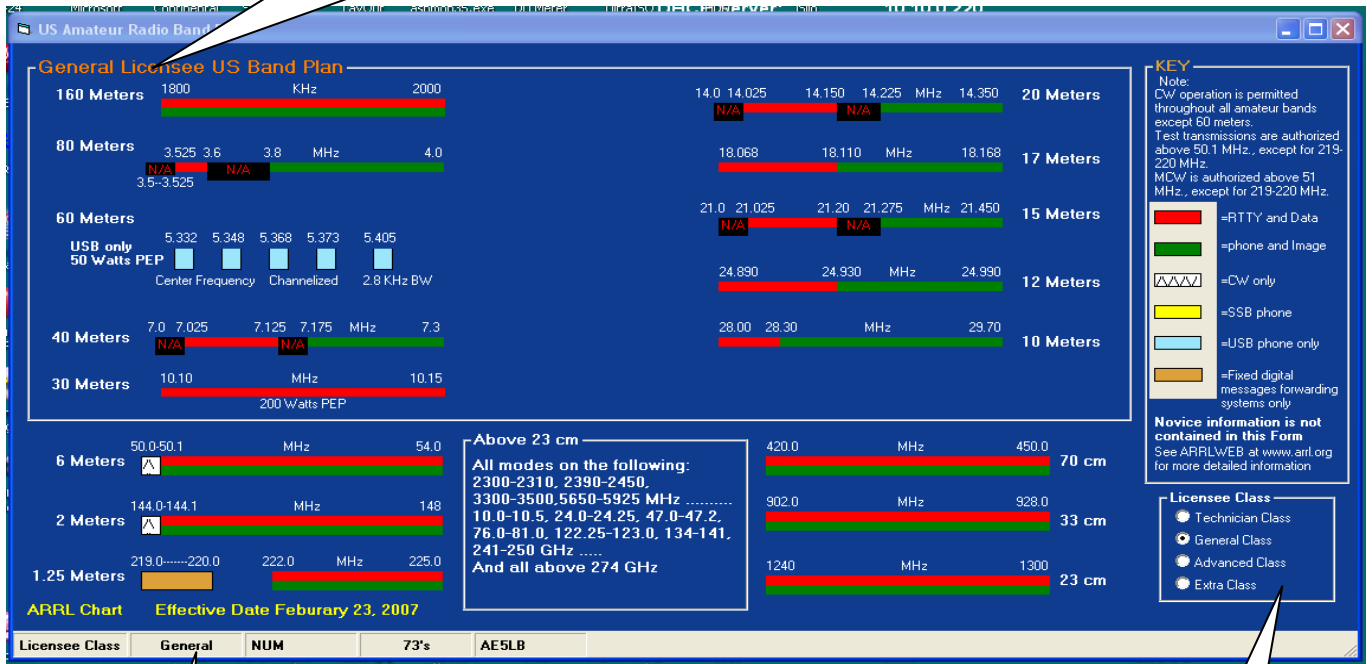 24 Microsoft Continental
10.10.0.220
US Amateur Radio Band
General Licensee US Band Plan
160 Meters 1800 KHz 2000
80 Meters 3.525 3.6 3.8 MHz 4.0
N/A N/A
3.5--3.525
60 Meters
USB only 5.332 5.348 5.368 5.373 5.405
50 Watts PEP
Center Frequency Channelized 2.8 KHz BW
40 Meters 7.0 7.025 7.125 7.175 MHz 7.3
N/A N/A
30 Meters 10.10 MHz 10.15
200 Watts PEP
14.0 14.025 14.150 14.225 MHz 14.350 20 Meters
N/A N/A
18.068 18.110 MHz 18.168 17 Meters
21.0 21.025 21.20 21.275 MHz 21.450 15 Meters
N/A N/A
24.890 24.930 MHz 24.990 12 Meters
28.00 28.30 MHz 29.70 10 Meters
6 Meters 50.0-50.1 MHz 54.0
2 Meters 144.0-144.1 MHz 148
1.25 Meters 219.0------220.0 222.0 MHz 225.0
ARRL Chart Effective Date Feburary 23, 2007
Above 23 cm
All modes on the following:
2300-2310, 2390-2450,
3300-3500,5650-5925 MHz ..........
10.0-10.5, 24.0-24.25, 47.0-47.2,
76.0-81.0, 122.25-123.0, 134-141,
241-250 GHz .....
And all above 274 GHz
420.0 MHz 450.0 70 cm
902.0 MHz 928.0 33 cm
1240 MHz 1300 23 cm
KEY
Note:
CW operation is permitted
throughout all amateur bands
except 60 meters.
Test transmissions are authorized
above 50.1 MHz., except for 219-
220 MHz.
MCW is authorized above 51
MHz., except for 219-220 MHz.
=RTTY and Data
=phone and Image
=CW only
=SSB phone
=USB phone only
=Fixed digital
messages forwarding
systems only
Novice information is not
contained in this Form
See ARRLWEB at www.arrl.org
for more detailed information
Licensee Class
Technician Class
General Class
Advanced Class
Extra Class
Licensee Class General NUM 73's AE5LB